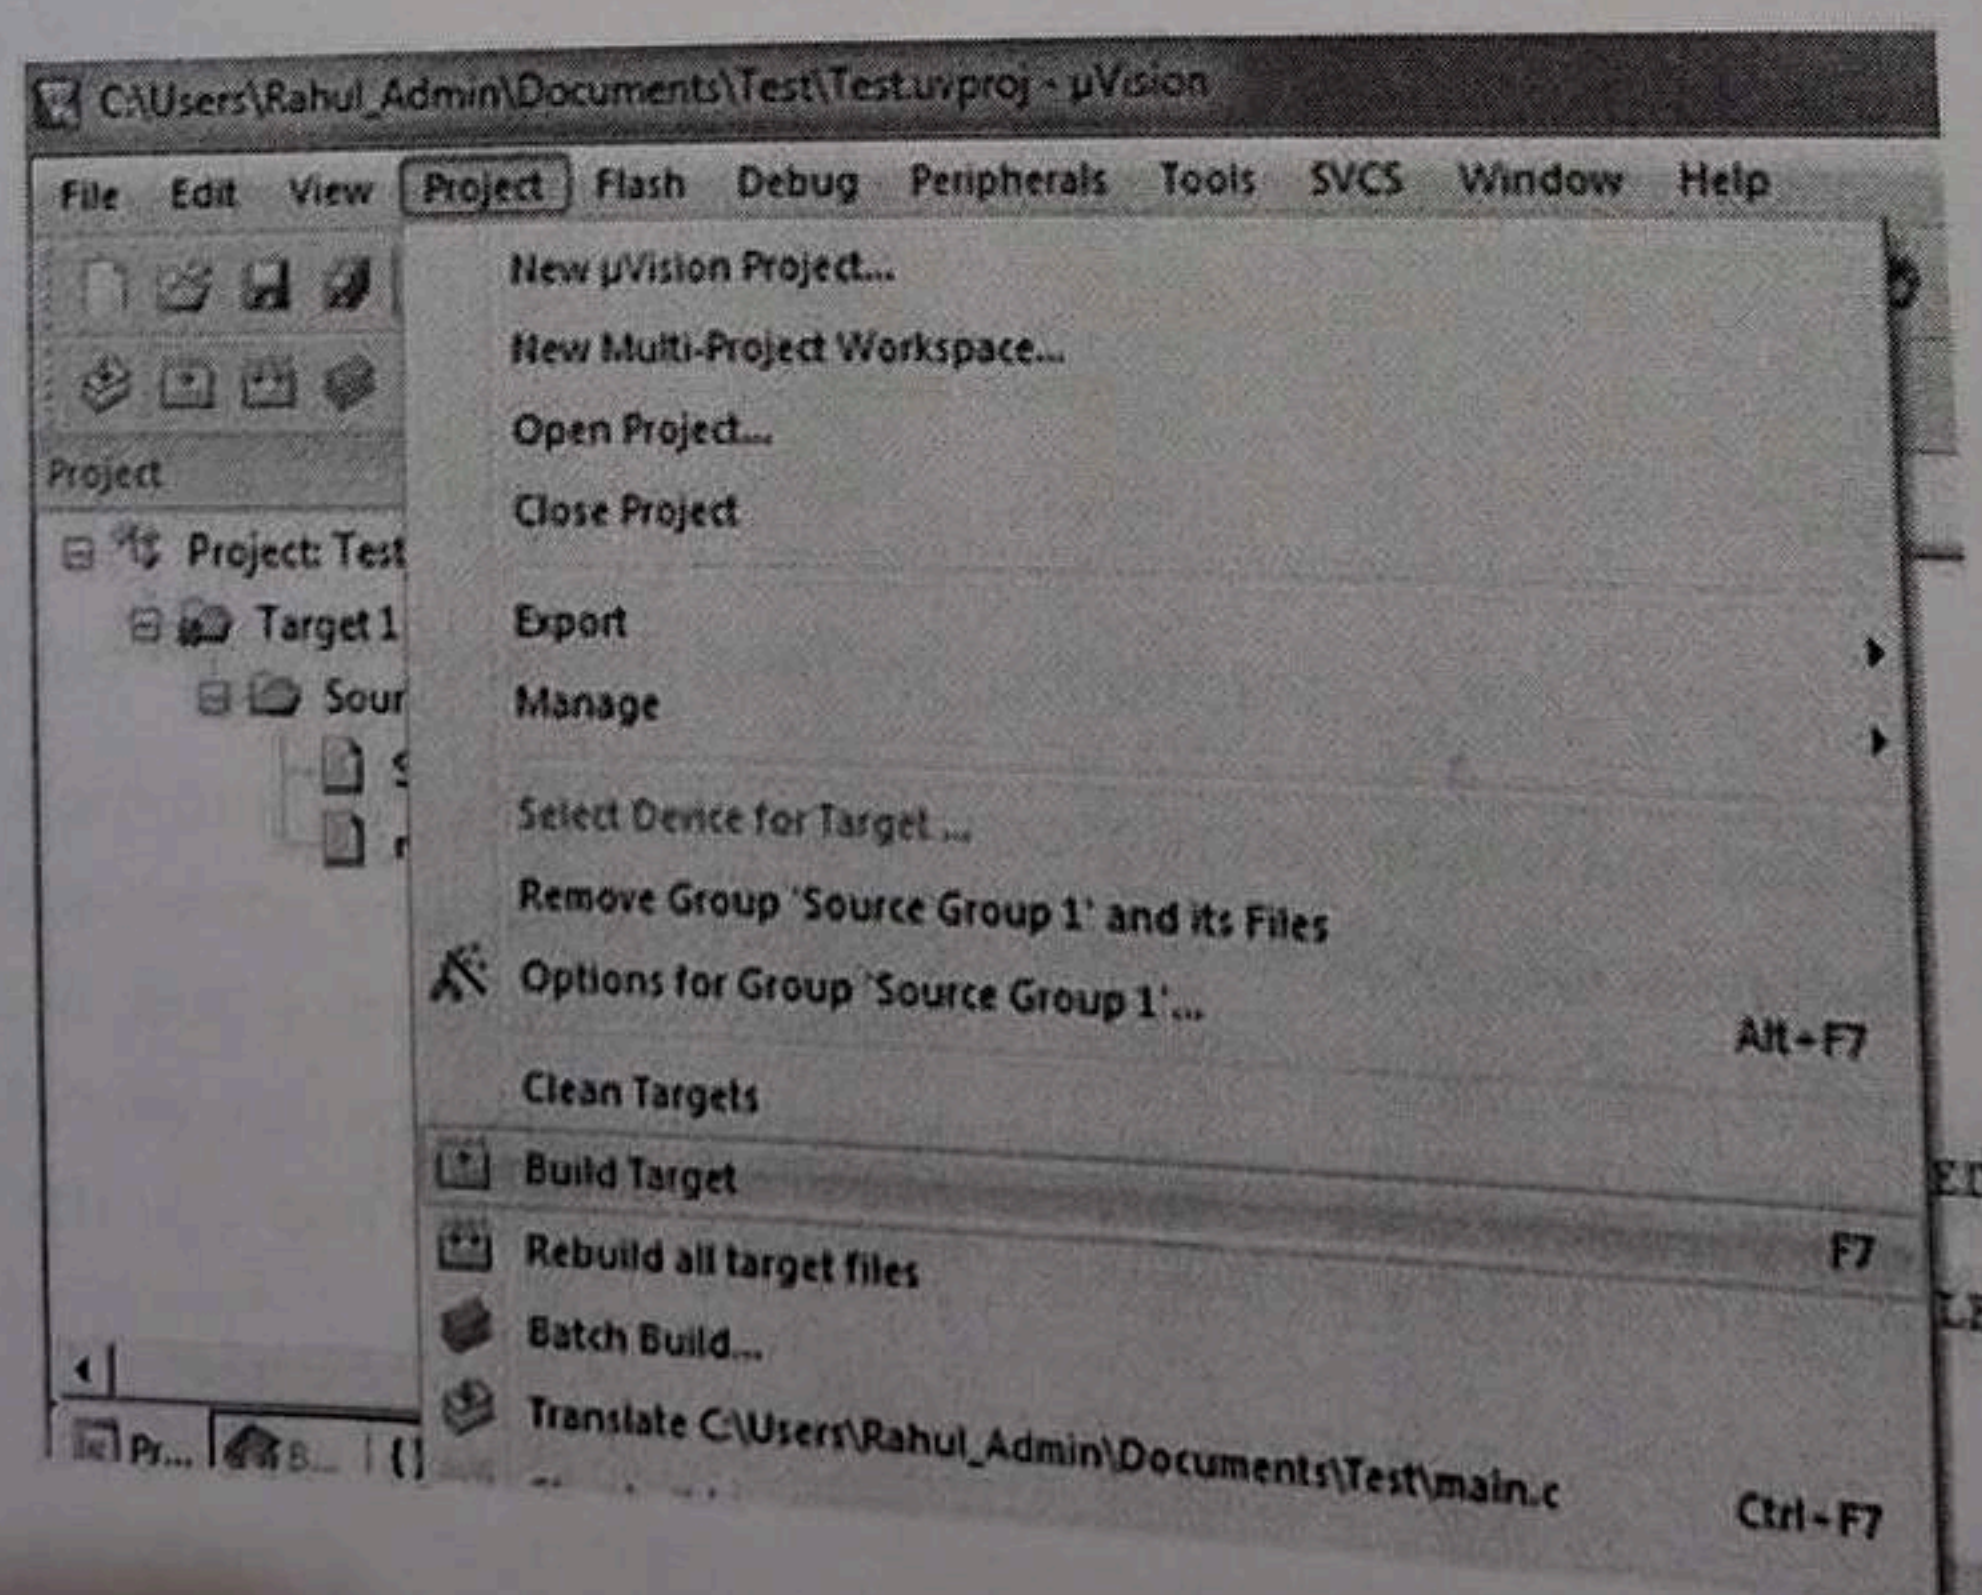 C:\Users\Rahul_Admin\Documents\Test\Test.uvproj - µVision
File Edit View Project Flash Debug Peripherals Tools SVCS Window Help
New µVision Project...
New Multi-Project Workspace...
Open Project...
Close Project
Project
Project: Test
Target 1
Sour
Export
Manage
Select Device for Target ...
Remove Group 'Source Group 1' and its Files
Options for Group 'Source Group 1'... Alt+F7
Clean Targets
Build Target F7
Rebuild all target files
Batch Build...
Translate C:\Users\Rahul_Admin\Documents\Test\main.c Ctrl+F7
Pr... B... {}